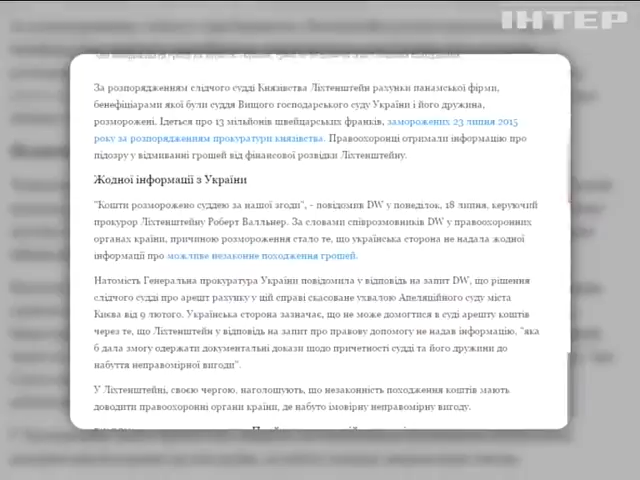 ІНТЕР
За розпорядженням слідчого судді Князівства Ліхтенштейн рахунки панамської фірми,
бенефіціарами якої були суддя Вищого господарського суду України і його дружина,
розморожені. Ідеться про 13 мільйонів швейцарських франків, заморожених 23 липня 2015
року за розпорядженням прокуратури князівства. Правоохоронці отримали інформацію про
підозру у відмиванні грошей від фінансової розвідки Ліхтенштейну.
Жодної інформації з України
"Кошти розморожено суддею за нашої згоди", - повідомив DW у понеділок, 18 липня, керуючий
прокурор Ліхтенштейну Роберт Валльнер. За словами співрозмовників DW у правоохоронних
органах країни, причиною розмороження стало те, що українська сторона не надала жодної
інформації про можливе незаконне походження грошей.
Натомість Генеральна прокуратура України повідомила у відповідь на запит DW, що рішення
слідчого судді про арешт рахунку у цій справі скасоване ухвалою Апеляційного суду міста
Києва від 9 лютого. Українська сторона зазначає, що не може домогтися в суді арешту коштів
через те, що Ліхтенштейн у відповідь на запит про правову допомогу не надав інформацію, "яка
б дала змогу одержати документальні докази щодо причетності судді та його дружини до
набуття неправомірної вигоди".
У Ліхтенштейні, своєю чергою, наголошують, що незаконність походження коштів мають
доводити правоохоронні органи країни, де набуто імовірну неправомірну вигоду.